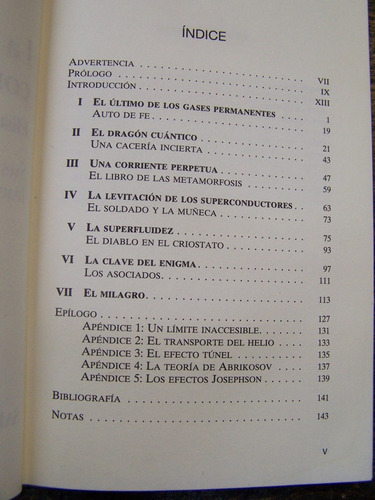 ÍNDICE
ADVERTENCIA VII
PRÓLOGO IX
INTRODUCCIÓN XIII
I EL ÚLTIMO DE LOS GASES PERMANENTES 1
AUTO DE FE 19
II EL DRAGÓN CUÁNTICO 21
UNA CACERÍA INCIERTA 43
III UNA CORRIENTE PERPETUA 47
EL LIBRO DE LAS METAMORFOSIS 59
IV LA LEVITACIÓN DE LOS SUPERCONDUCTORES 63
EL SOLDADO Y LA MUÑECA 73
V LA SUPERFLUIDEZ 75
EL DIABLO EN EL CRIOSTATO 93
VI LA CLAVE DEL ENIGMA 97
LOS ASOCIADOS 111
VII EL MILAGRO 113
EPÍLOGO 127
APÉNDICE 1: UN LÍMITE INACCESIBLE 131
APÉNDICE 2: EL TRANSPORTE DEL HELIO 133
APÉNDICE 3: EL EFECTO TÚNEL 135
APÉNDICE 4: LA TEORÍA DE ABRIKOSOV 137
APÉNDICE 5: LOS EFECTOS JOSEPHSON 139
BIBLIOGRAFÍA 141
NOTAS 143
V